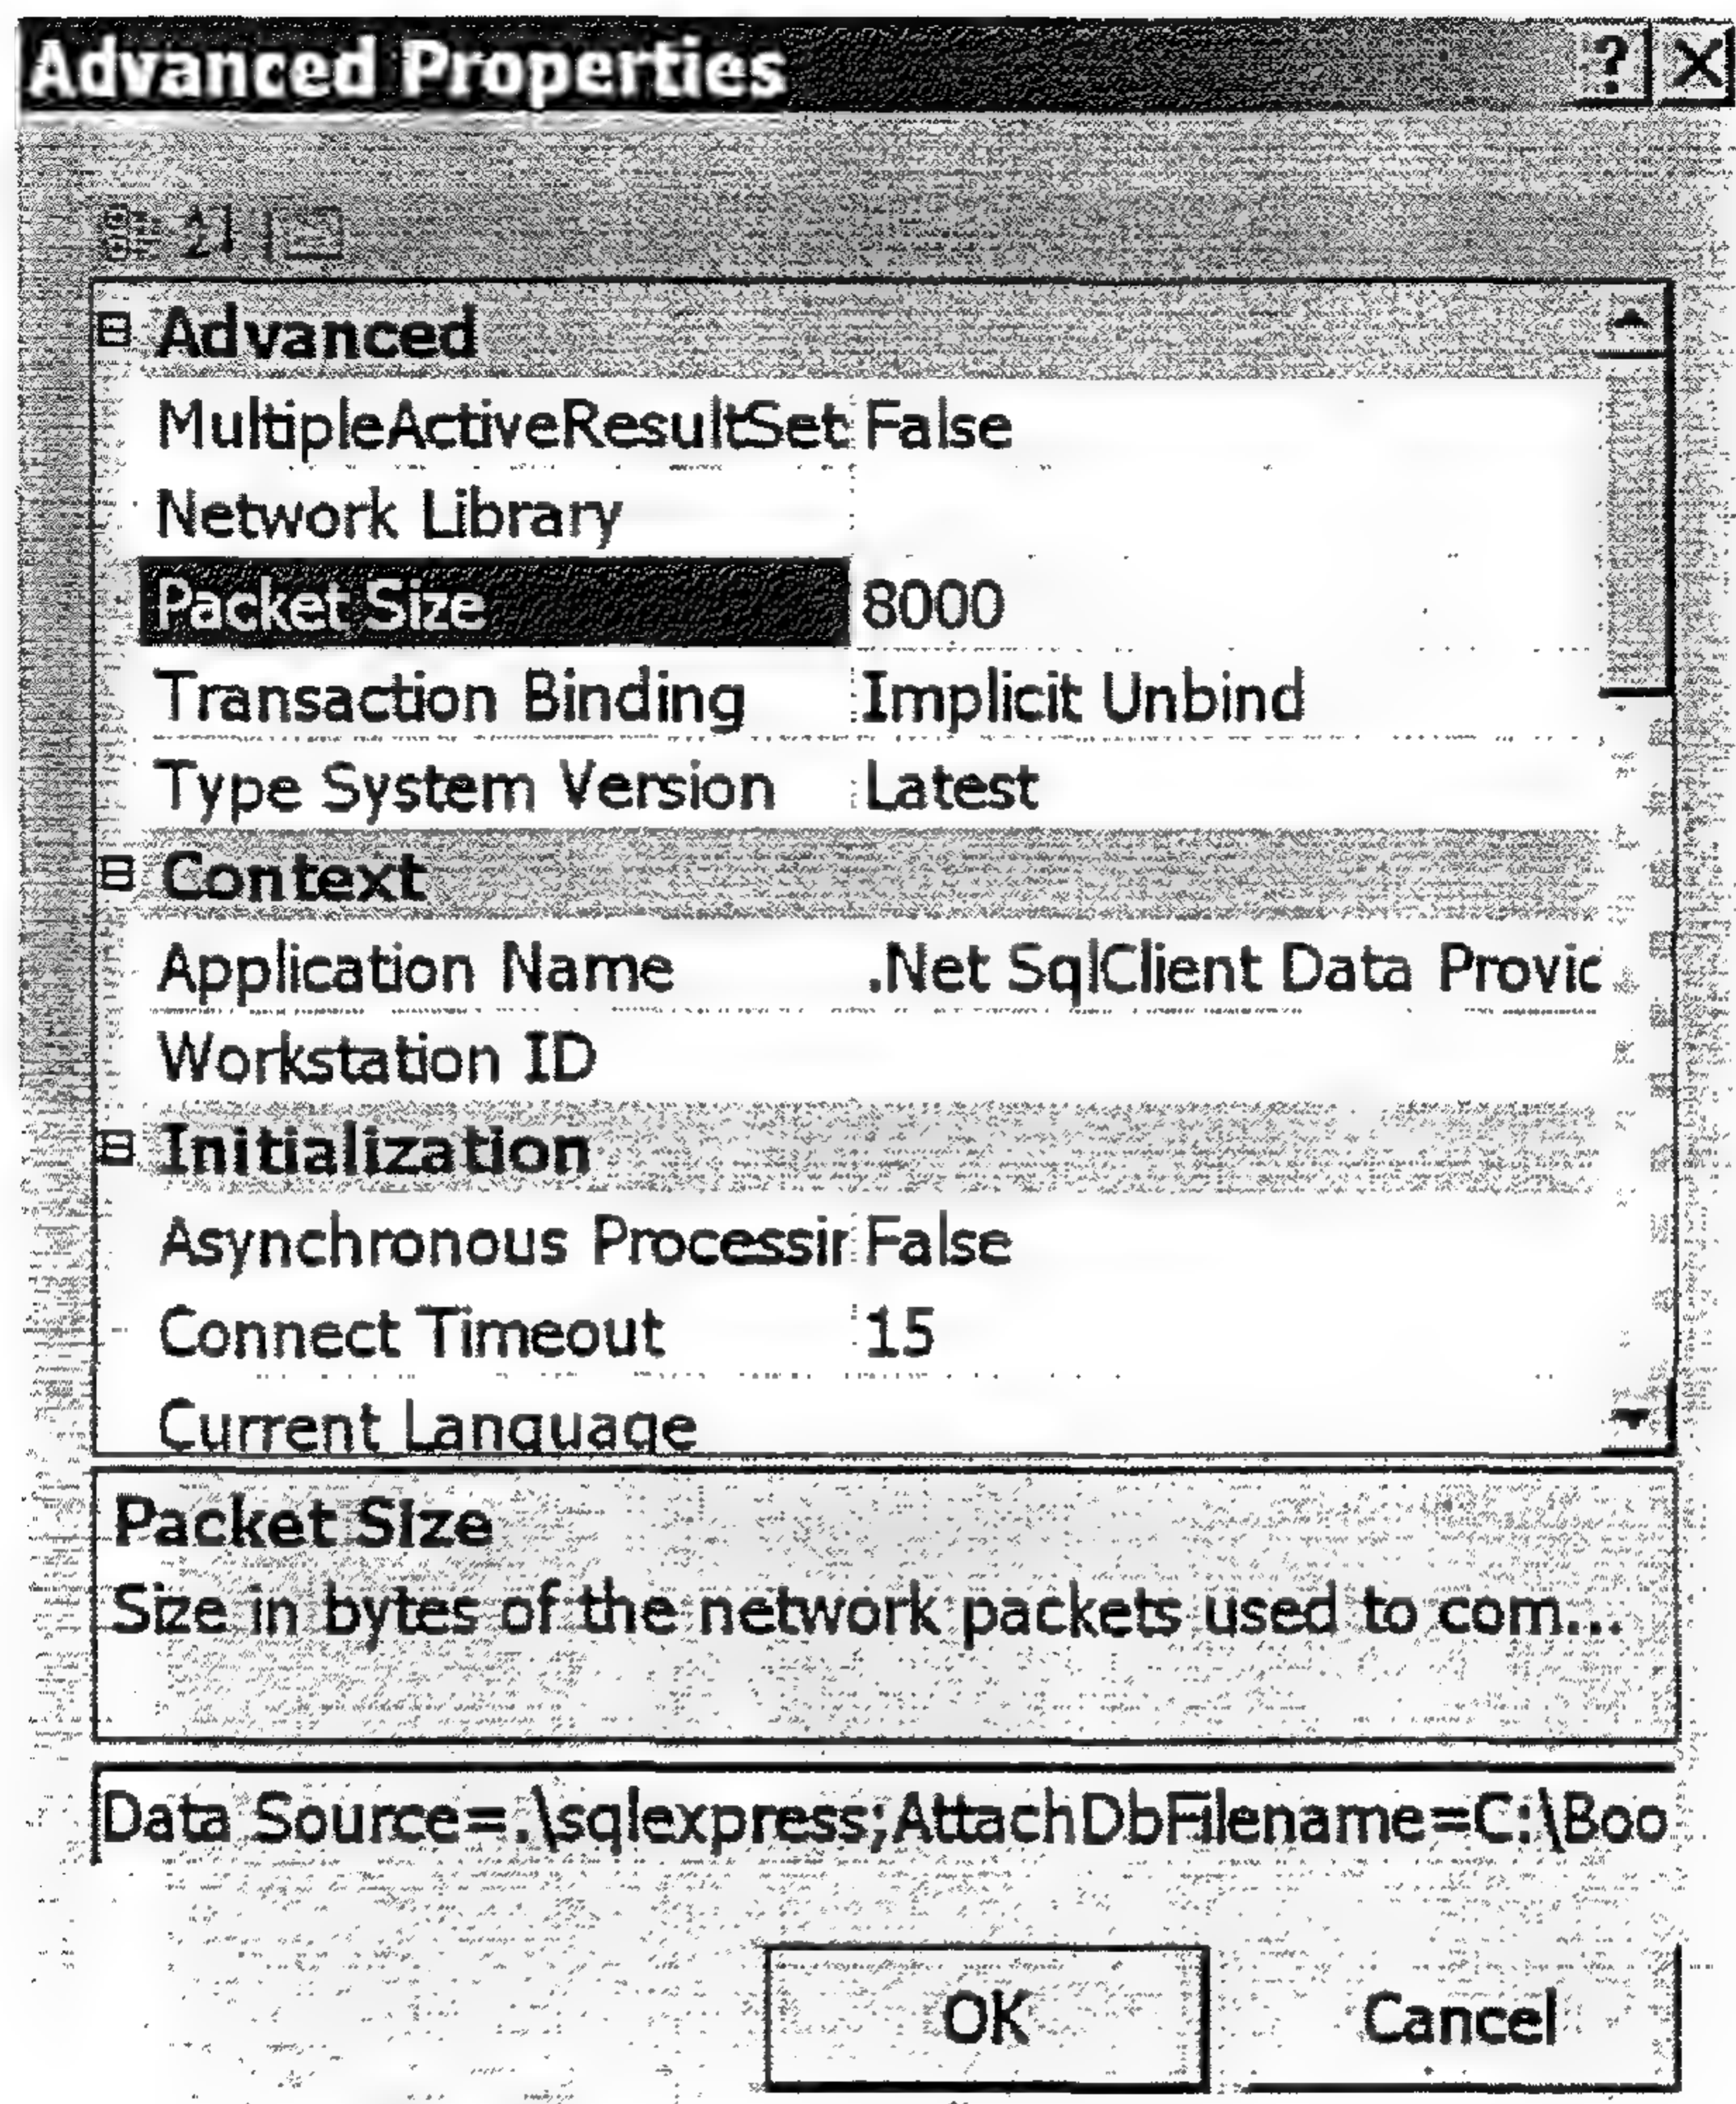 Advanced Properties
Advanced
MultipleActiveResultSet False
Network Library
Packet Size 8000
Transaction Binding Implicit Unbind
Type System Version Latest
Context
Application Name .Net SqlClient Data Provic
Workstation ID
Initialization
Asynchronous Processir False
Connect Timeout 15
Current Language
Packet Size
Size in bytes of the network packets used to com...
Data Source=.\sqlexpress;AttachDbFilename=C:\Boo
OK Cancel